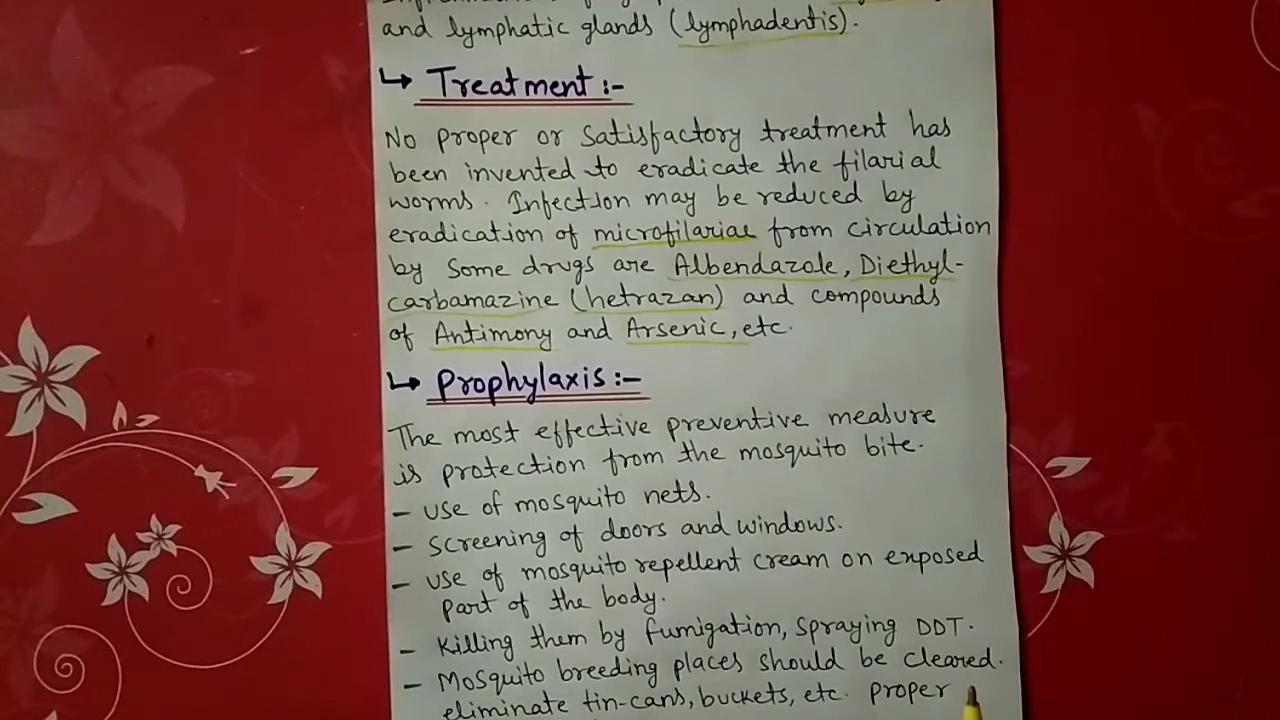 and lymphatic glands (lymphadentis).
↳ Treatment :-
No proper or satisfactory treatment has
been invented to eradicate the filarial
worms. Infection may be reduced by
eradication of microfilariae from circulation
by some drugs are Albendazole, Diethyl-
carbamazine (hetrazan) and compounds
of Antimony and Arsenic, etc.
↳ Prophylaxis :-
The most effective preventive measure
is protection from the mosquito bite.
- use of mosquito nets.
- screening of doors and windows.
- use of mosquito repellent cream on exposed
part of the body.
- Killing them by fumigation, spraying DDT.
- Mosquito breeding places should be cleared.
eliminate tin-cans, buckets, etc. proper